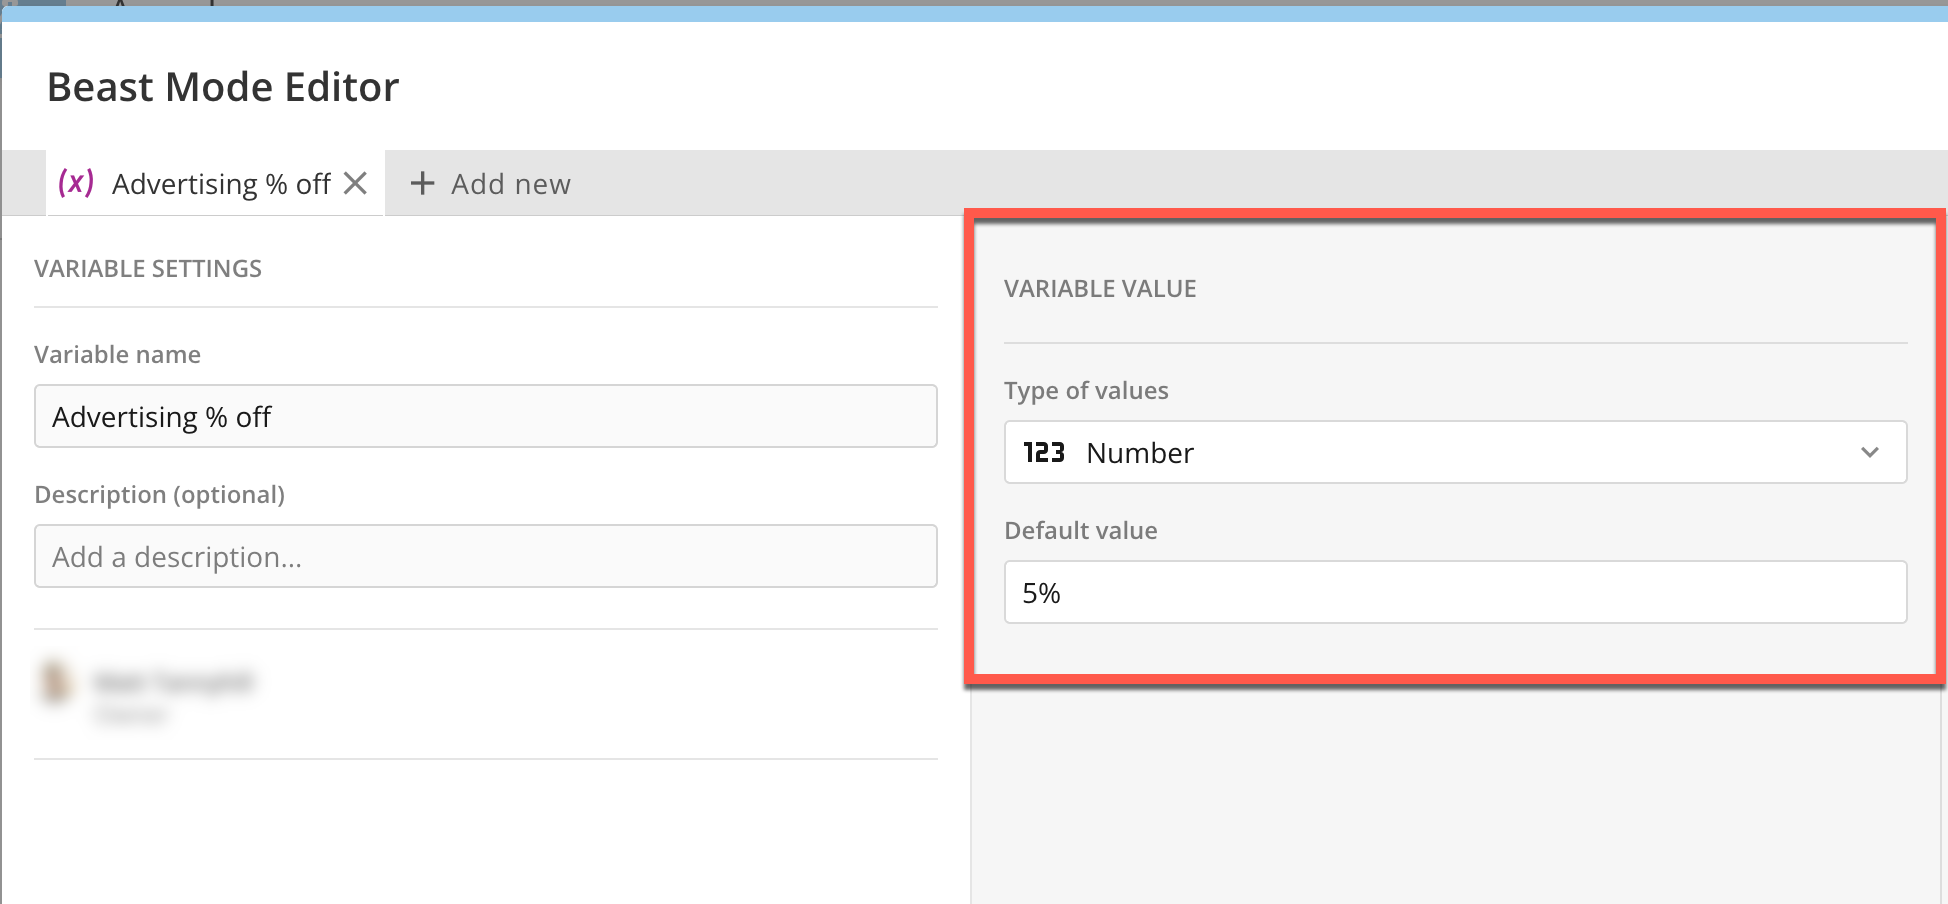 Beast Mode Editor
(x) Advertising % off
+ Add new
VARIABLE SETTINGS
Variable name
Advertising % off
Description (optional)
Add a description...
VARIABLE VALUE
Type of values
123 Number
Default value
5%